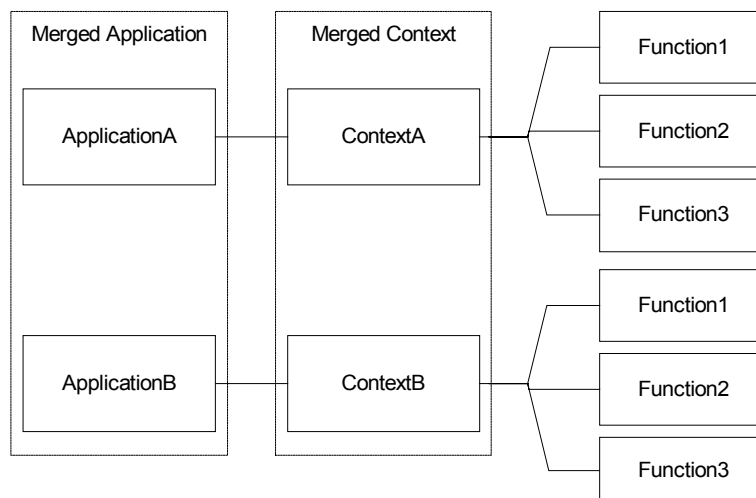 Merged Application
Merged Context
Function1
ApplicationA
ContextA
Function2
Function3
Function1
ApplicationB
ContextB
Function2
Function3